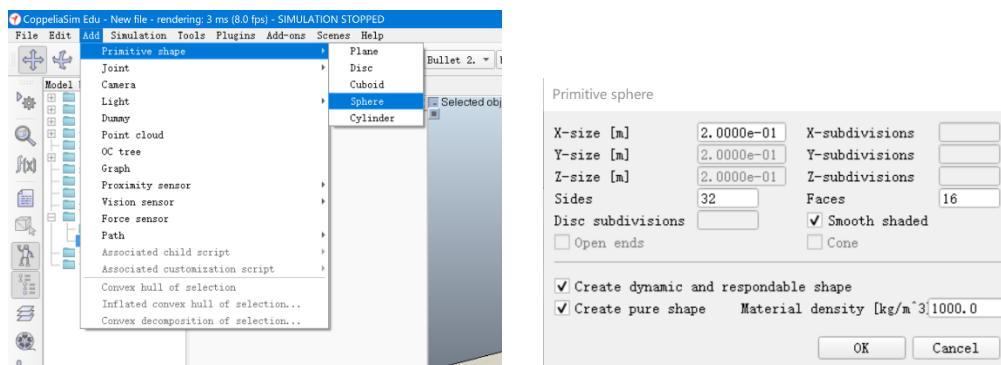 CoppeliaSim Edu - New file - rendering: 3 ms (8.0 fps) - SIMULATION STOPPED
File Edit Add Simulation Tools Plugins Add-ons Scenes Help
Bullet 2.
Model
Selected obj
Primitive shape
Joint
Camera
Light
Dummy
Point cloud
OC tree
Graph
Proximity sensor
Vision sensor
Force sensor
Path
Associated child script
Associated customization script
Convex hull of selection
Inflated convex hull of selection...
Convex decomposition of selection...
Plane
Disc
Cuboid
Sphere
Cylinder
f(x)
Primitive sphere
X-size [m] 2.0000e-01 X-subdivisions
Y-size [m] 2.0000e-01 Y-subdivisions
Z-size [m] 2.0000e-01 Z-subdivisions
Sides 32 Faces 16
Disc subdivisions Smooth shaded
Open ends Cone
Create dynamic and respondable shape
Create pure shape Material density [kg/m^3] 1000.0
OK Cancel